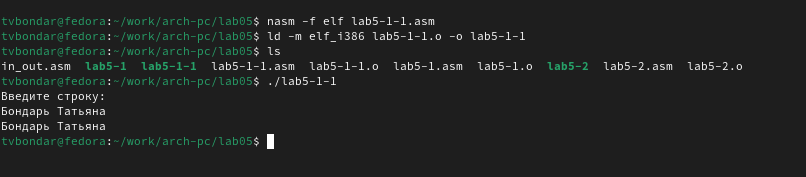 tvbondar@fedora:~/work/arch-pc/lab05$ nasm -f elf lab5-1-1.asm
tvbondar@fedora:~/work/arch-pc/lab05$ ld -m elf_i386 lab5-1-1.o -o lab5-1-1
tvbondar@fedora:~/work/arch-pc/lab05$ ls
in_out.asm  lab5-1  lab5-1-1  lab5-1-1.asm  lab5-1-1.o  lab5-1.asm  lab5-1.o  lab5-2  lab5-2.asm  lab5-2.o
tvbondar@fedora:~/work/arch-pc/lab05$ ./lab5-1-1
Введите строку:
Бондарь Татьяна
Бондарь Татьяна
tvbondar@fedora:~/work/arch-pc/lab05$